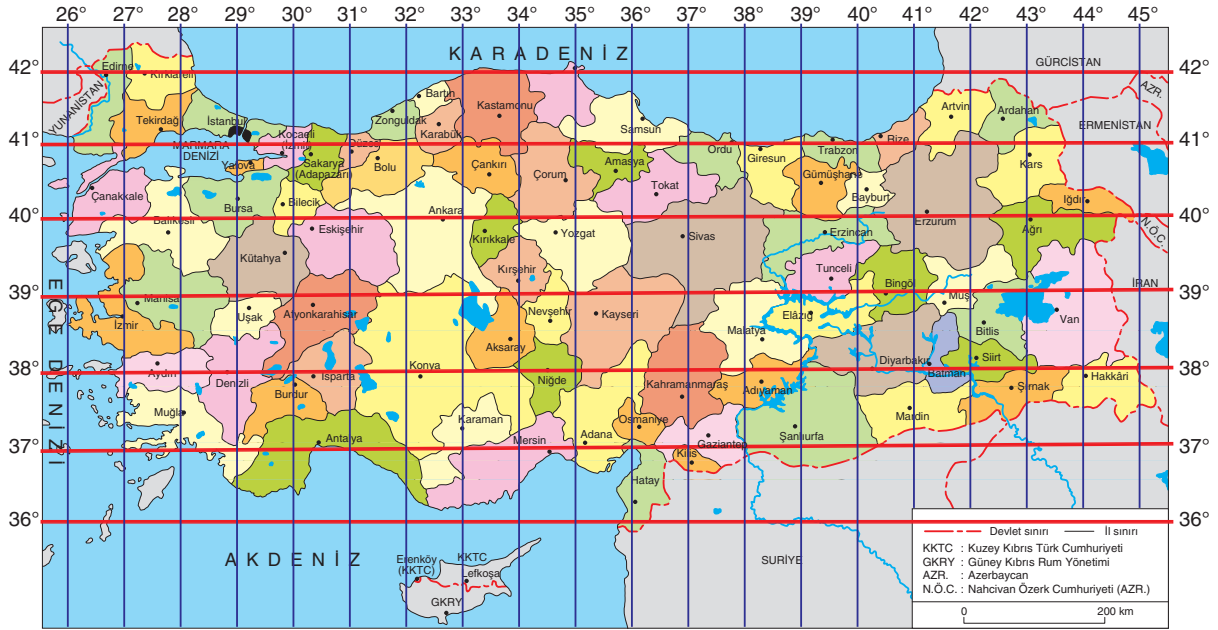 26 27 28 29 30 31 32 33 34 35 36 37 38 39 40 41 42 43 44 45
KARADENİZ
GÜRCİSTAN
42° 42°
Edirne
Kırklareli
YUNANİSTAN
AZR.
Bartın
Kastamonu
Artvin
Ardahan
Tekirdağ
İstanbul
Zonguldak
Karabük
Samsun
ERMENİSTAN
41° 41°
MARMARA
DENİZİ
Kocaeli
(İzmit)
Düzce
Ordu
Giresun
Trabzon
Rize
Kars
Yalova
Sakarya
(Adapazarı)
Bolu
Çankırı
Çorum
Amasya
Tokat
Gümüşhane
Bayburt
Iğdır
Çanakkale
Bursa
Bilecik
Ankara
40° 40°
Balıkesir
Eskişehir
Kırıkkale
Yozgat
Sivas
Erzincan
Erzurum
Ağrı
N.Ö.C.
Kütahya
Kırşehir
Tunceli
Bingöl
Muş
İRAN
39° 39°
EGE DENİZİ
Manisa
İzmir
Uşak
Afyonkarahisar
Nevşehir
Kayseri
Malatya
Elâzığ
Bitlis
Van
Aksaray
Diyarbakır
Batman
Siirt
38° 38°
Aydın
Denizli
Isparta
Burdur
Konya
Niğde
Kahramanmaraş
Adıyaman
Şırnak
Hakkâri
Muğla
Antalya
Karaman
Mersin
Adana
Osmaniye
Gaziantep
Şanlıurfa
Mardin
37° 37°
Kilis
Hatay
36° 36°
AKDENİZ
Erenköy
(KKTC)
KKTC
Lefkoşa
GKRY
SURİYE
Devlet sınırı İl sınırı
KKTC : Kuzey Kıbrıs Türk Cumhuriyeti
GKRY : Güney Kıbrıs Rum Yönetimi
AZR. : Azerbaycan
N.Ö.C. : Nahcivan Özerk Cumhuriyeti (AZR.)
0 200 km